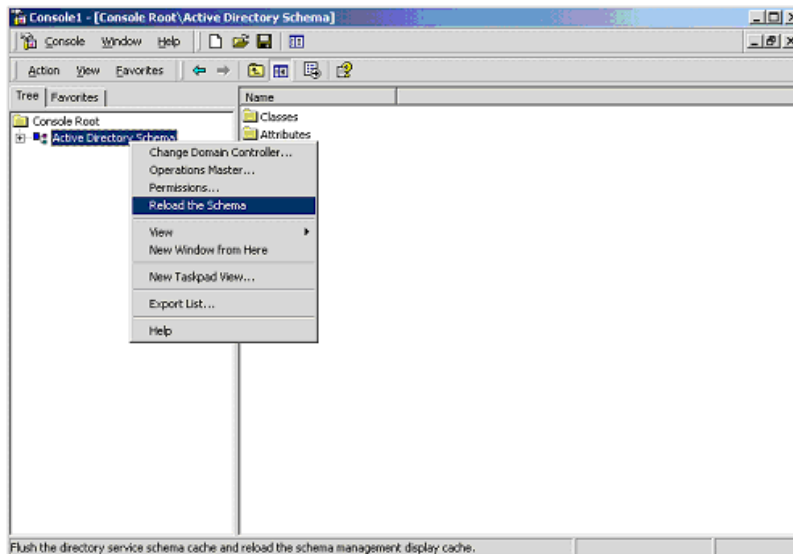 Console1 - [Console Root\Active Directory Schema]
Console Window Help
Action View Favorites
Tree Favorites
Name
Console Root
Active Directory Schema
Classes
Attributes
Change Domain Controller...
Operations Master...
Permissions...
Reload the Schema
View
New Window from Here
New Taskpad View...
Export List...
Help
Flush the directory service schema cache and reload the schema management display cache.